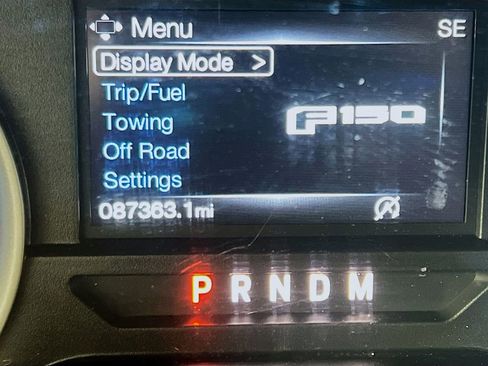 Menu SE
Display Mode >
Trip/Fuel
Towing
F150
Off Road
Settings
087363.1mi
P R N D M